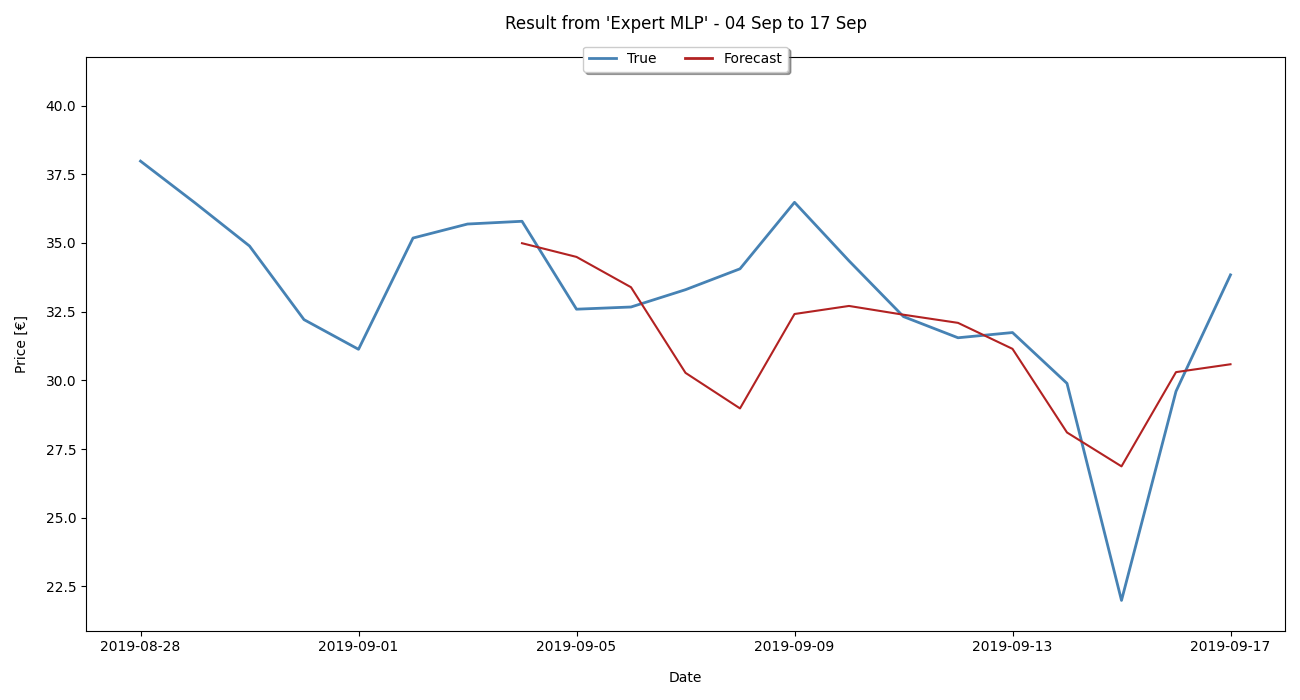 Result from 'Expert MLP' - 04 Sep to 17 Sep
True Forecast
40.0
37.5
35.0
32.5
30.0
27.5
25.0
22.5
Price [€]
2019-08-28 2019-09-01 2019-09-05 2019-09-09 2019-09-13 2019-09-17
Date